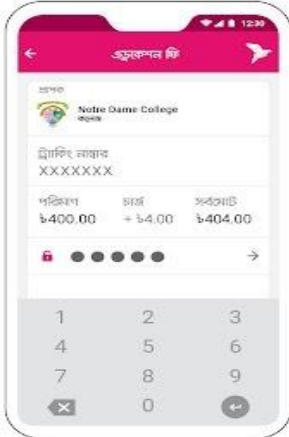 12:30
এডুকেশন ফি
প্রাপক
Notre Dame College
কলেজ
ট্র্যাকিং নাম্বার
XXXXXXX
পরিমাণ চার্জ সর্বমোট
৳400.00 + ৳4.00 ৳404.00
1 2 3
4 5 6
7 8 9
0